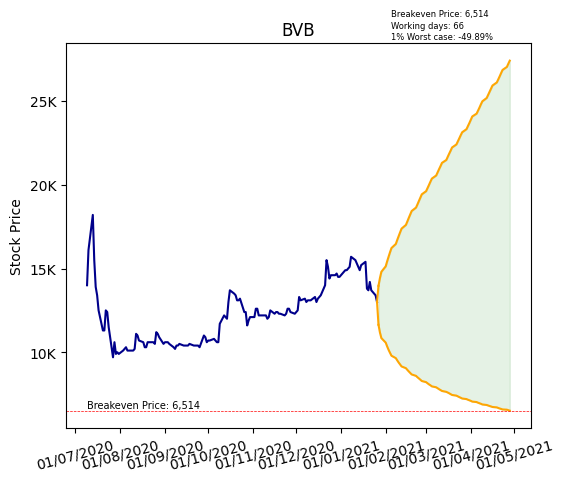 Breakeven Price: 6,514
Working days: 66
1% Worst case: -49.89%
BVB
Stock Price
25K
20K
15K
10K
Breakeven Price: 6,514
01/07/2020
01/08/2020
01/09/2020
01/10/2020
01/11/2020
01/12/2020
01/01/2021
01/02/2021
01/03/2021
01/04/2021
01/05/2021